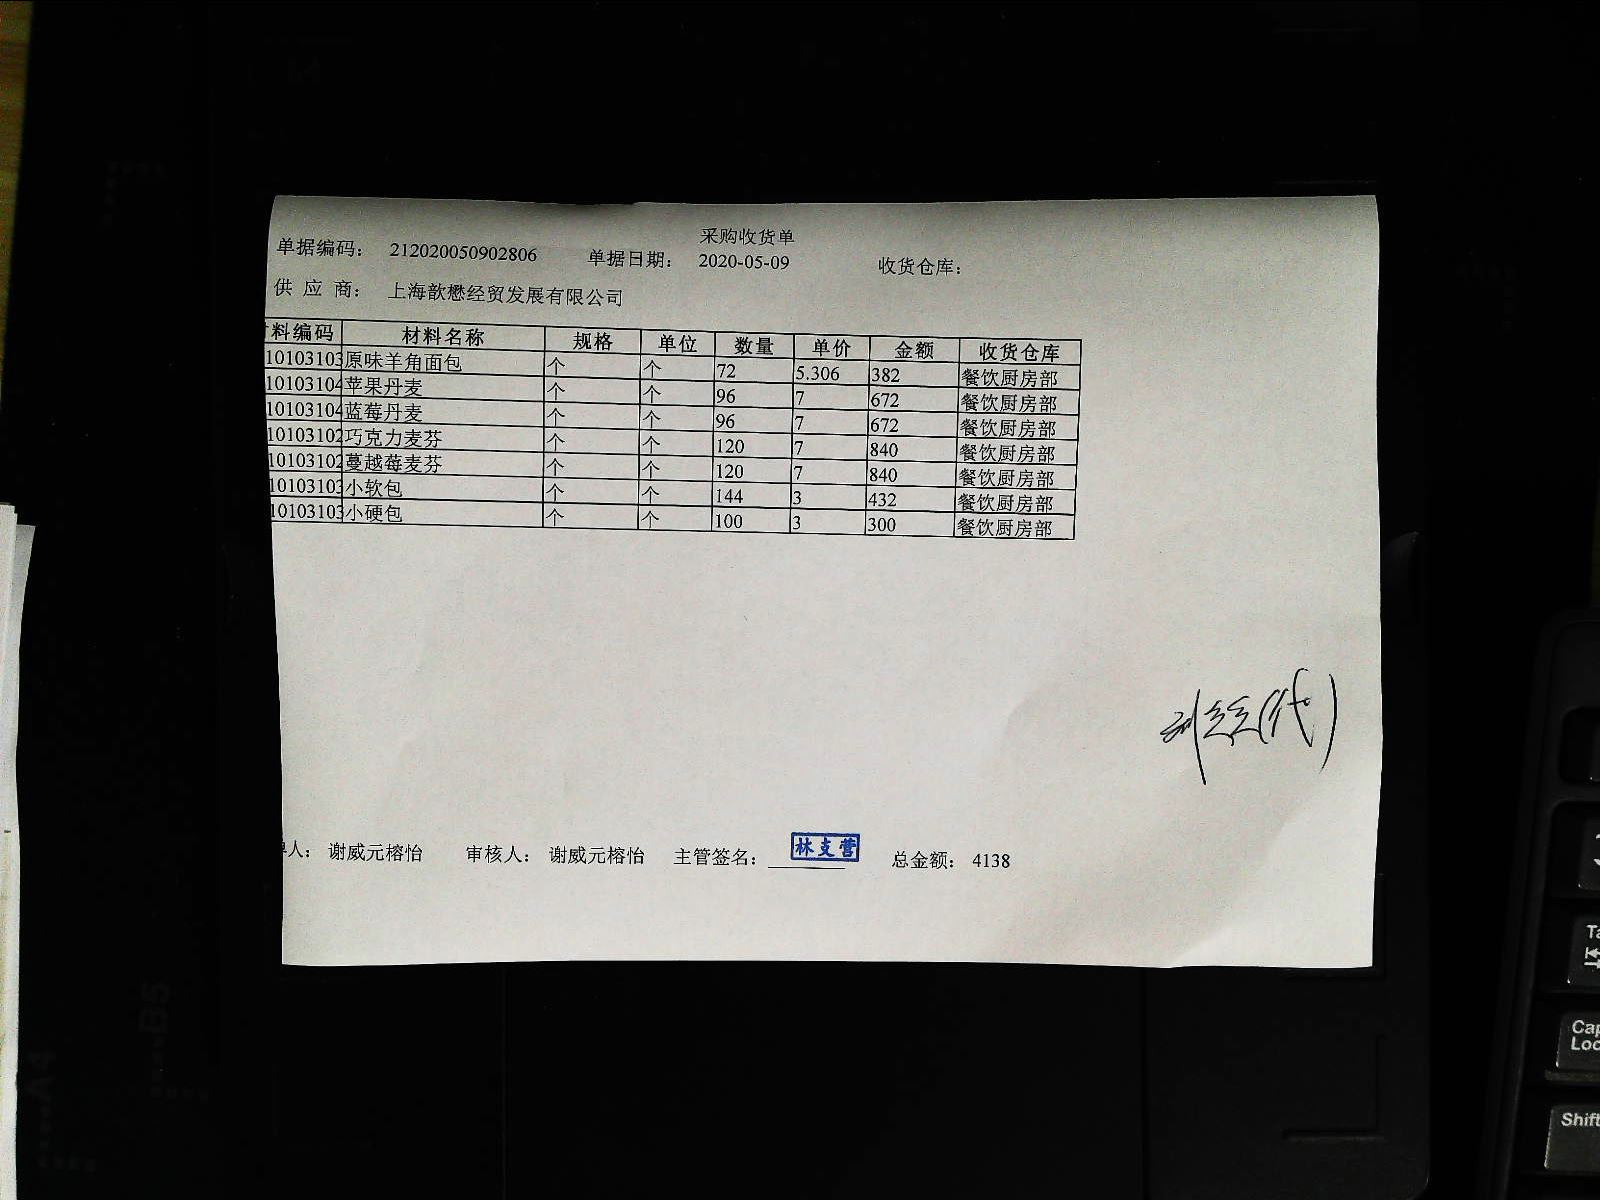 采购收货单
单据编码： 212020050902806 单据日期： 2020-05-09 收货仓库：
供 应 商： 上海歆懋经贸发展有限公司
料编码 材料名称 规格 单位 数量 单价 金额 收货仓库
10103103 原味羊角面包 个 个 72 5.306 382 餐饮厨房部
10103104 苹果丹麦 个 个 96 7 672 餐饮厨房部
10103104 蓝莓丹麦 个 个 96 7 672 餐饮厨房部
10103102 巧克力麦芬 个 个 120 7 840 餐饮厨房部
10103102 蔓越莓麦芬 个 个 120 7 840 餐饮厨房部
10103103 小软包 个 个 144 3 432 餐饮厨房部
10103103 小硬包 个 个 100 3 300 餐饮厨房部
(代)
人： 谢威元榕怡 审核人： 谢威元榕怡 主管签名： 林支营 总金额： 4138
B5
A4
Caps
Loc
Shift